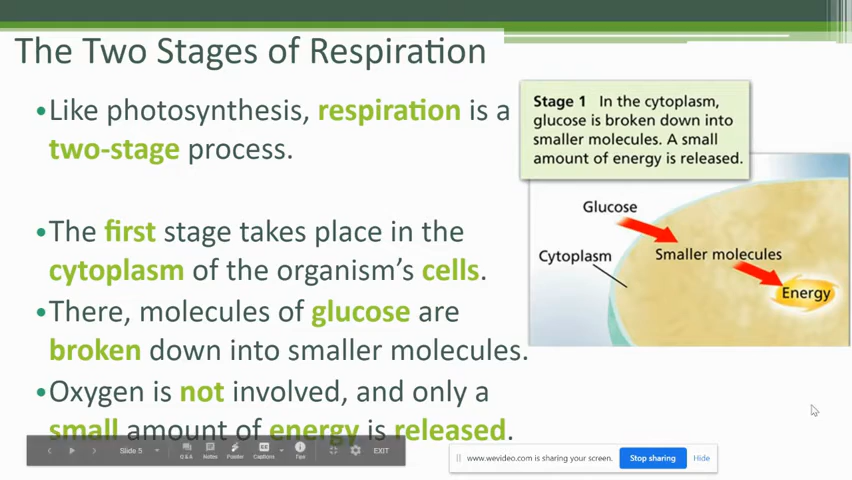 The Two Stages of Respiration
•Like photosynthesis, respiration is a
two-stage process.
•The first stage takes place in the
cytoplasm of the organism's cells.
•There, molecules of glucose are
broken down into smaller molecules.
•Oxygen is not involved, and only a
small amount of energy is released.
Stage 1 In the cytoplasm,
glucose is broken down into
smaller molecules. A small
amount of energy is released.
Glucose
Cytoplasm
Smaller molecules
Energy
Slide 5
Q&A
Notes
Pointer
Captions
Tips
EXIT
www.wevideo.com is sharing your screen.
Stop sharing
Hide